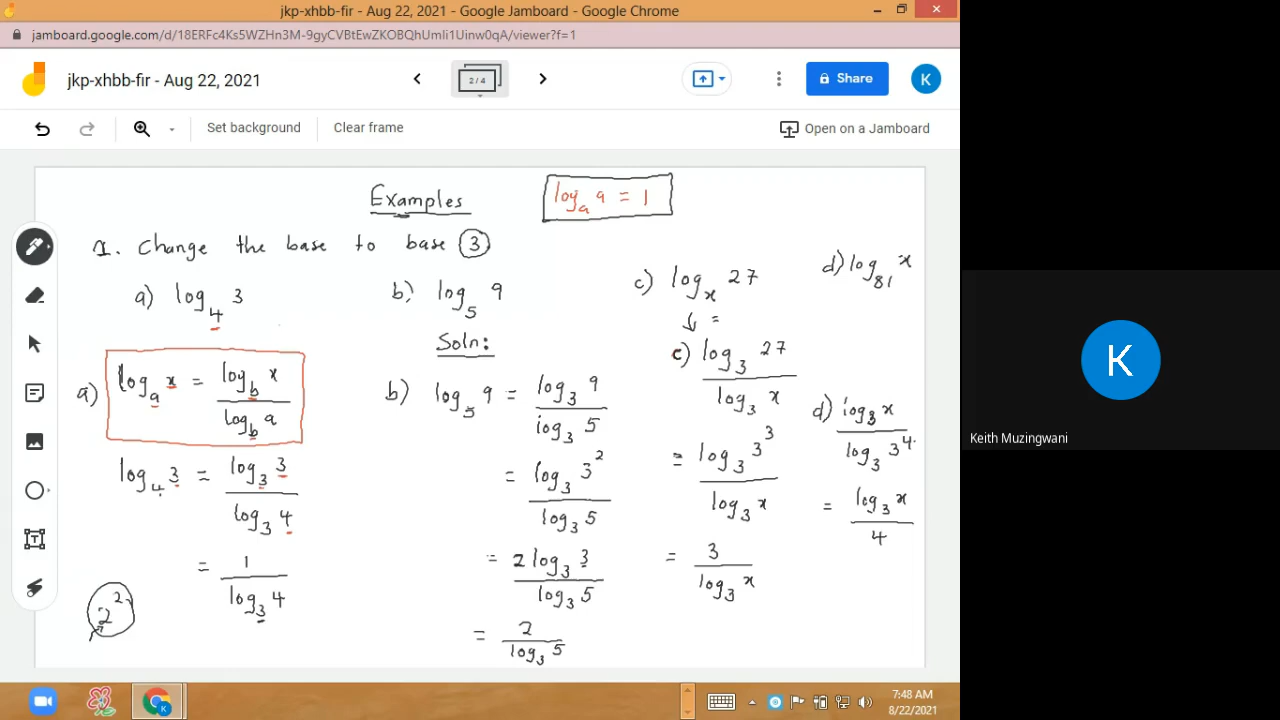 jkp-xhbb-fir - Aug 22, 2021 - Google Jamboard - Google Chrome
jamboard.google.com/d/18ERFc4Ks5WZHn3M-9gyCVBtEwZKOBQhUmli1Uinw0qA/viewer?f=1
jkp-xhbb-fir - Aug 22, 2021
2 / 4
Share
K
Set background
Clear frame
Open on a Jamboard
Examples
log_a a = 1
1. Change the base to base 3
a) log_4 3
b) log_5 9
c) log_x 27
d) log_81 x
Soln:
a) log_a x = log_b x / log_b a
log_4 3 = log_3 3 / log_3 4
= 1 / log_3 4
2^2
b) log_5 9 = log_3 9 / log_3 5
= log_3 3^2 / log_3 5
= 2 log_3 3 / log_3 5
= 2 / log_3 5
↓ =
c) log_3 27 / log_3 x
= log_3 3^3 / log_3 x
= 3 / log_3 x
d) log_3 x / log_3 3^4
= log_3 x / 4
K
Keith Muzingwani
7:48 AM
8/22/2021